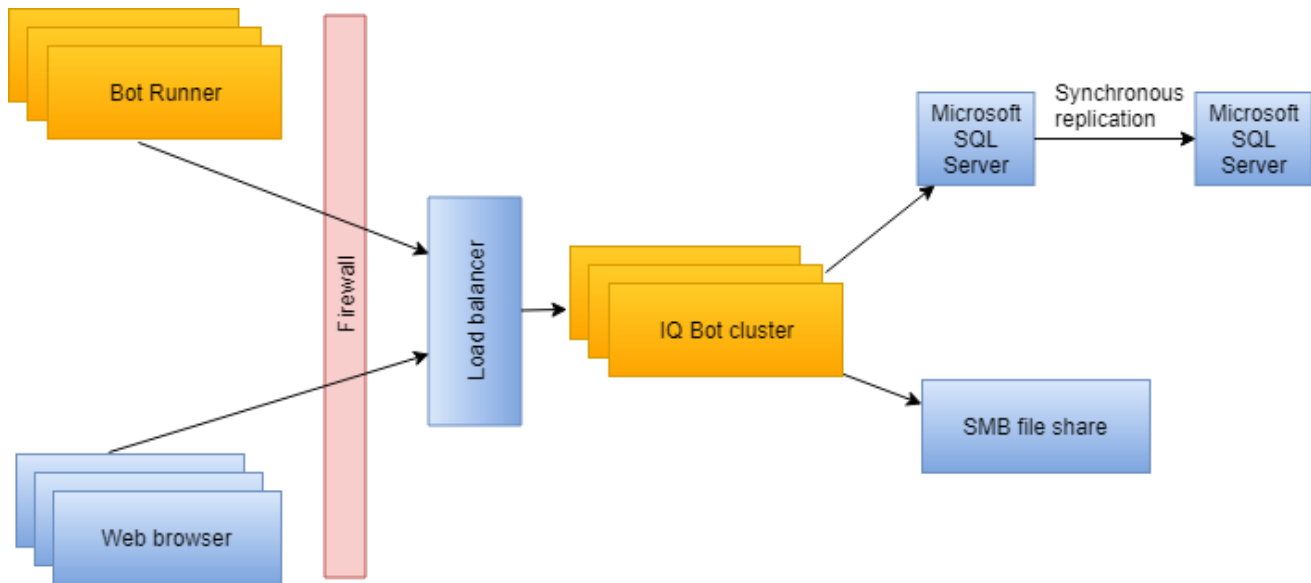 Bot Runner
Firewall
Load balancer
IQ Bot cluster
Microsoft
SQL
Server
Synchronous
replication
Microsoft
SQL
Server
SMB file share
Web browser